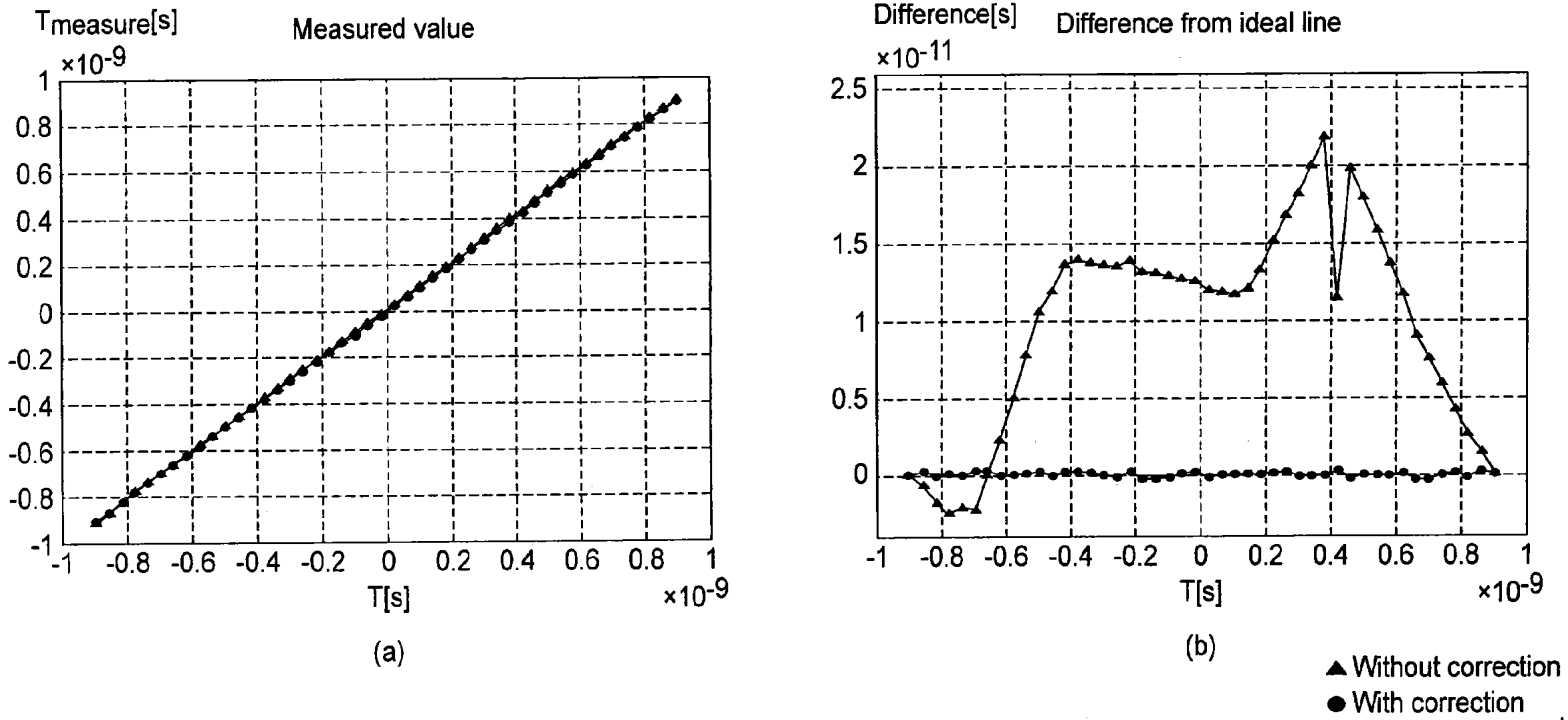 Tmeasure[s]
Measured value
×10-9
1
0.8
0.6
0.4
0.2
0
-0.2
-0.4
-0.6
-0.8
-1
-1 -0.8 -0.6 -0.4 -0.2 0 0.2 0.4 0.6 0.8 1
T[s]
×10-9
(a)
Difference[s]
Difference from ideal line
×10-11
2.5
2
1.5
1
0.5
0
-1 -0.8 -0.6 -0.4 -0.2 0 0.2 0.4 0.6 0.8 1
T[s]
×10-9
(b)
Without correction
With correction